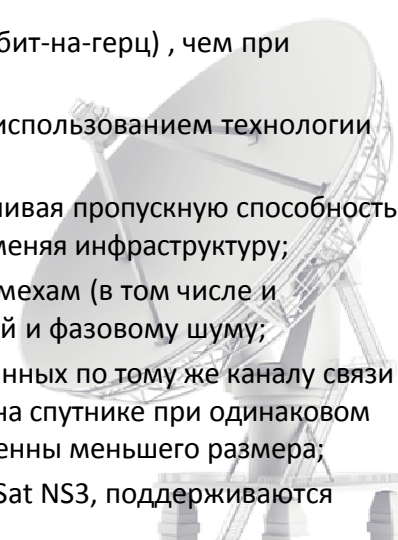 бит-на-герц) , чем при
использованием технологии
ивая пропускную способность
меняя инфраструктуру;
мехам (в том числе и
й и фазовому шуму;
нных по тому же каналу связи
на спутнике при одинаковом
енны меньшего размера;
Sat NS3, поддерживаются